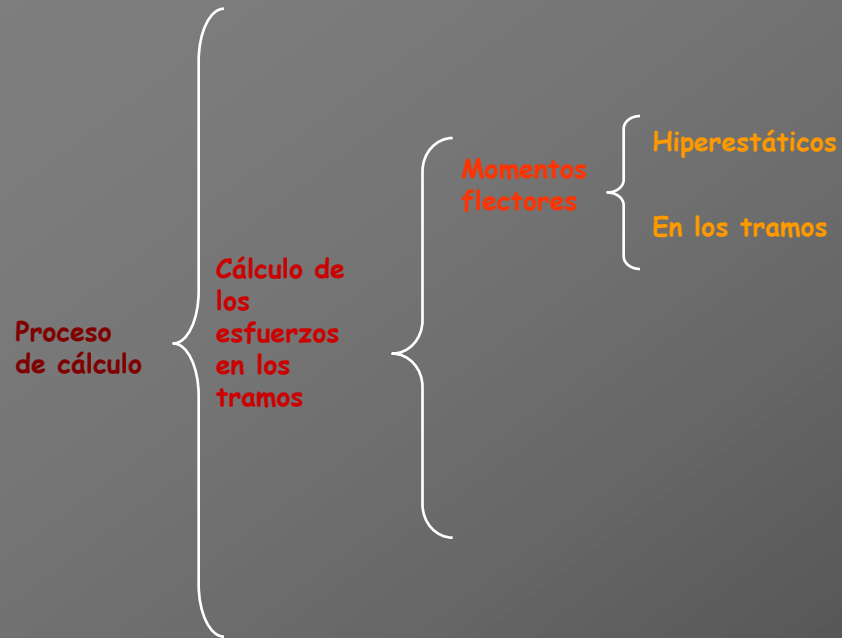 Proceso
de cálculo
Cálculo de
los
esfuerzos
en los
tramos
Momentos
flectores
Hiperestáticos
En los tramos